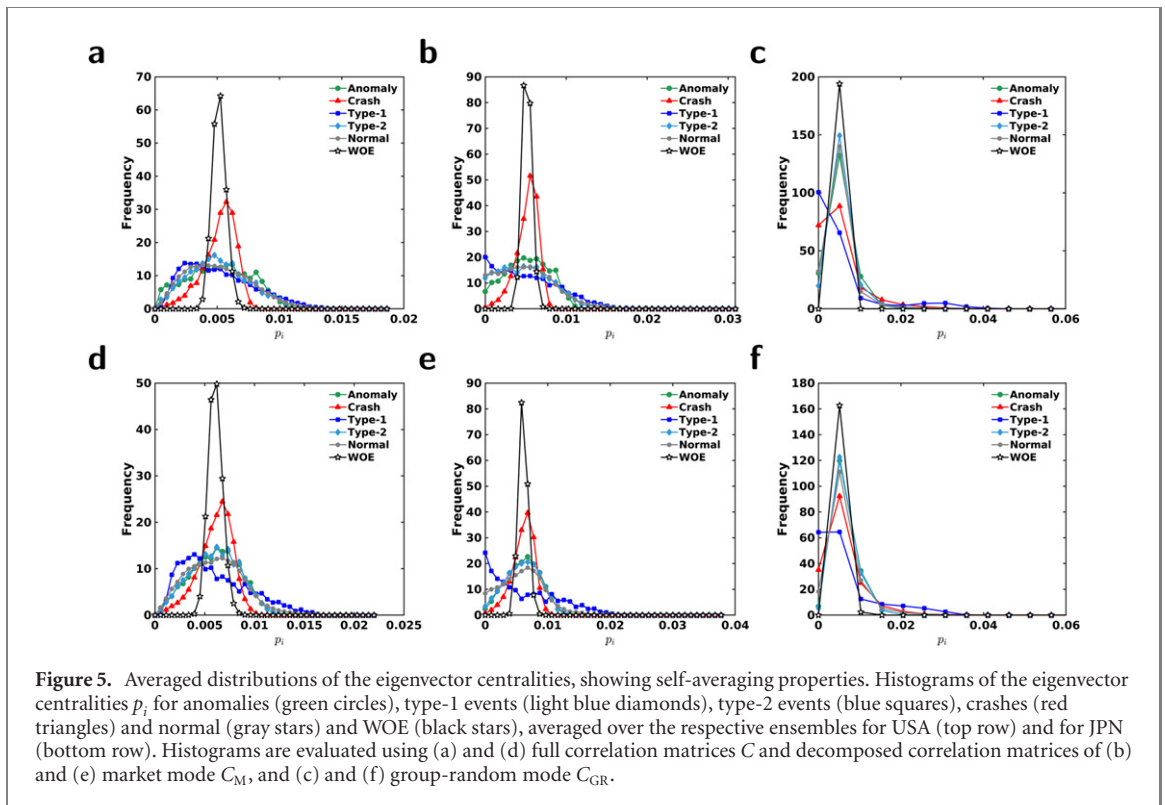 a
70
60
50
40
30
20
10
0
Frequency
0
0.005
0.01
0.015
0.02
p_i
Anomaly
Crash
Type-1
Type-2
Normal
WOE
b
90
80
70
60
50
40
30
20
10
0
Frequency
0
0.01
0.02
0.03
p_i
Anomaly
Crash
Type-1
Type-2
Normal
WOE
c
200
150
100
50
0
Frequency
0
0.02
0.04
0.06
p_i
Anomaly
Crash
Type-1
Type-2
Normal
WOE
d
50
40
30
20
10
0
Frequency
0
0.005
0.01
0.015
0.02
0.025
p_i
Anomaly
Crash
Type-1
Type-2
Normal
WOE
e
90
80
70
60
50
40
30
20
10
0
Frequency
0
0.01
0.02
0.03
0.04
p_i
Anomaly
Crash
Type-1
Type-2
Normal
WOE
f
180
160
140
120
100
80
60
40
20
0
Frequency
0
0.02
0.04
0.06
p_i
Anomaly
Crash
Type-1
Type-2
Normal
WOE
Figure 5. Averaged distributions of the eigenvector centralities, showing self-averaging properties. Histograms of the eigenvector
centralities p_i for anomalies (green circles), type-1 events (light blue diamonds), type-2 events (blue squares), crashes (red
triangles) and normal (gray stars) and WOE (black stars), averaged over the respective ensembles for USA (top row) and for JPN
(bottom row). Histograms are evaluated using (a) and (d) full correlation matrices C and decomposed correlation matrices of (b)
and (e) market mode C_M, and (c) and (f) group-random mode C_GR.